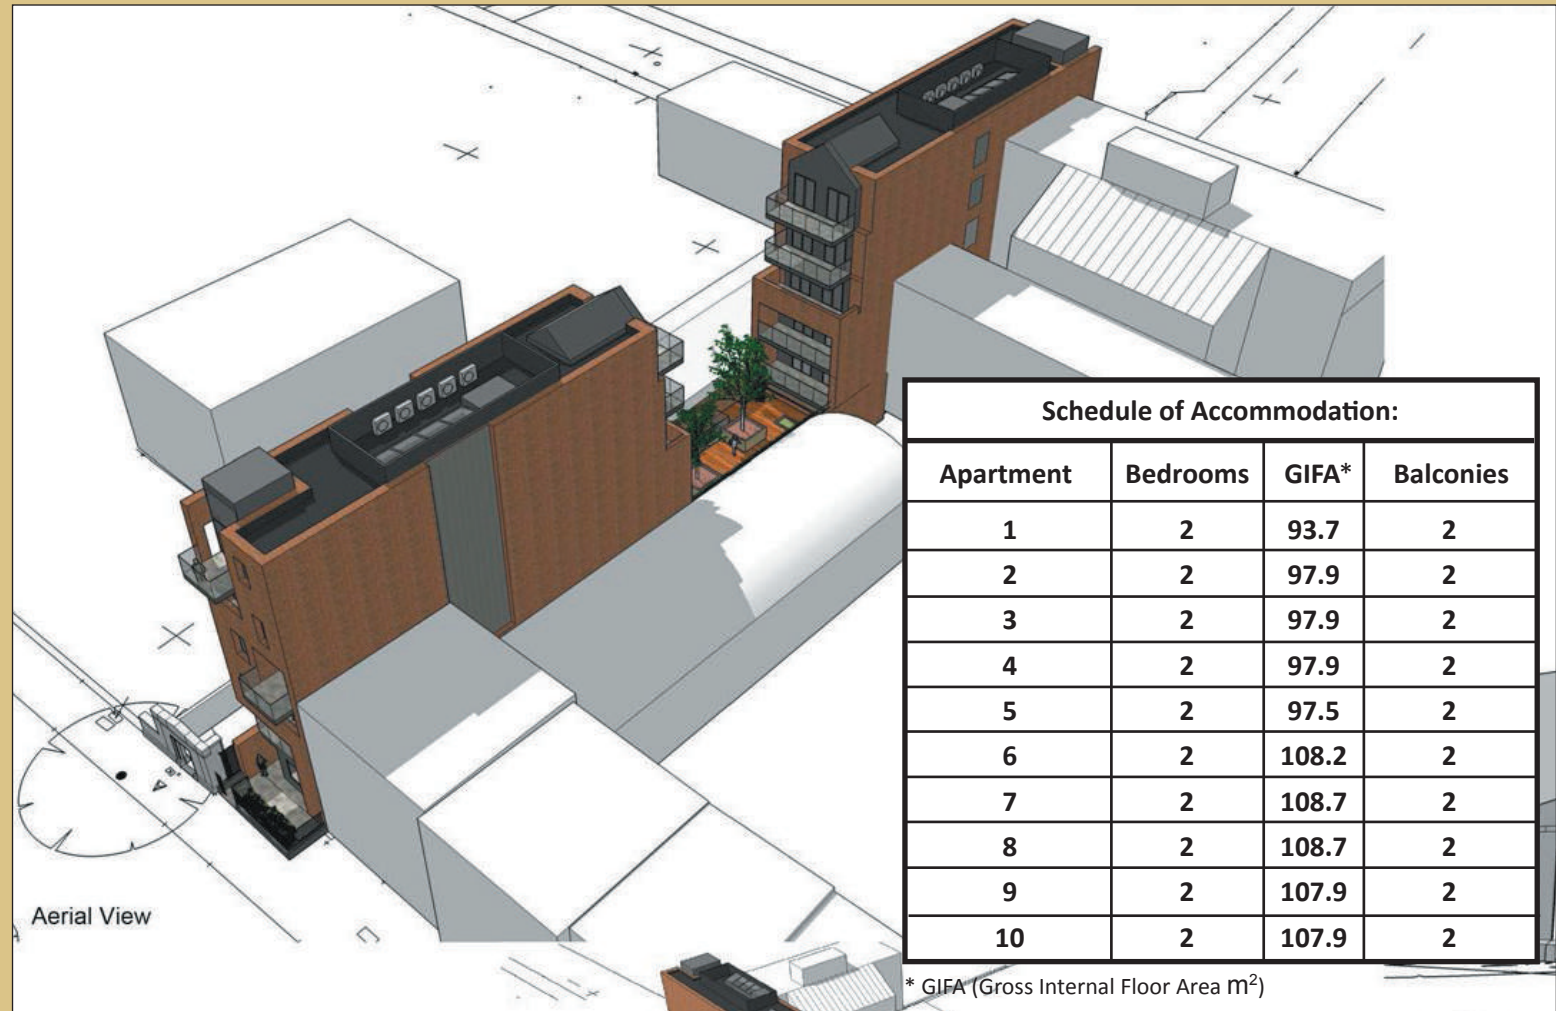 Schedule of Accommodation:
Apartment Bedrooms GIFA* Balconies
1 2 93.7 2
2 2 97.9 2
3 2 97.9 2
4 2 97.9 2
5 2 97.5 2
6 2 108.2 2
7 2 108.7 2
8 2 108.7 2
9 2 107.9 2
10 2 107.9 2
* GIFA (Gross Internal Floor Area m²)
Aerial View